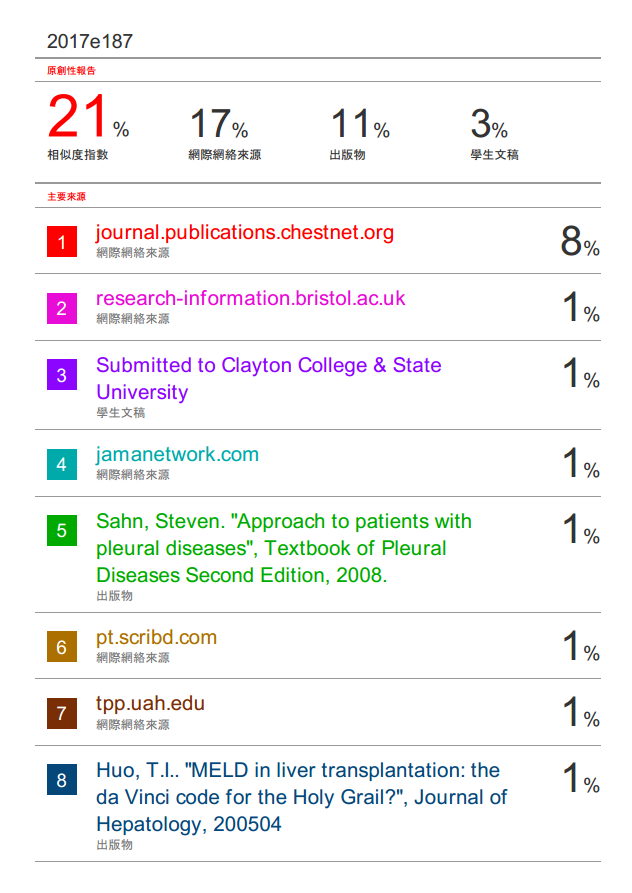 2017e187
原創性報告
21%
17%
11%
3%
相似度指數
網際網絡來源
出版物
學生文稿
主要來源
1
journal.publications.chestnet.org
網際網絡來源
8%
2
research-information.bristol.ac.uk
網際網絡來源
1%
3
Submitted to Clayton College & State
University
學生文稿
1%
4
jamanetwork.com
網際網絡來源
1%
5
Sahn, Steven. "Approach to patients with
pleural diseases", Textbook of Pleural
Diseases Second Edition, 2008.
出版物
1%
6
pt.scribd.com
網際網絡來源
1%
7
tpp.uah.edu
網際網絡來源
1%
8
Huo, T.I.. "MELD in liver transplantation: the
da Vinci code for the Holy Grail?", Journal of
Hepatology, 200504
出版物
1%